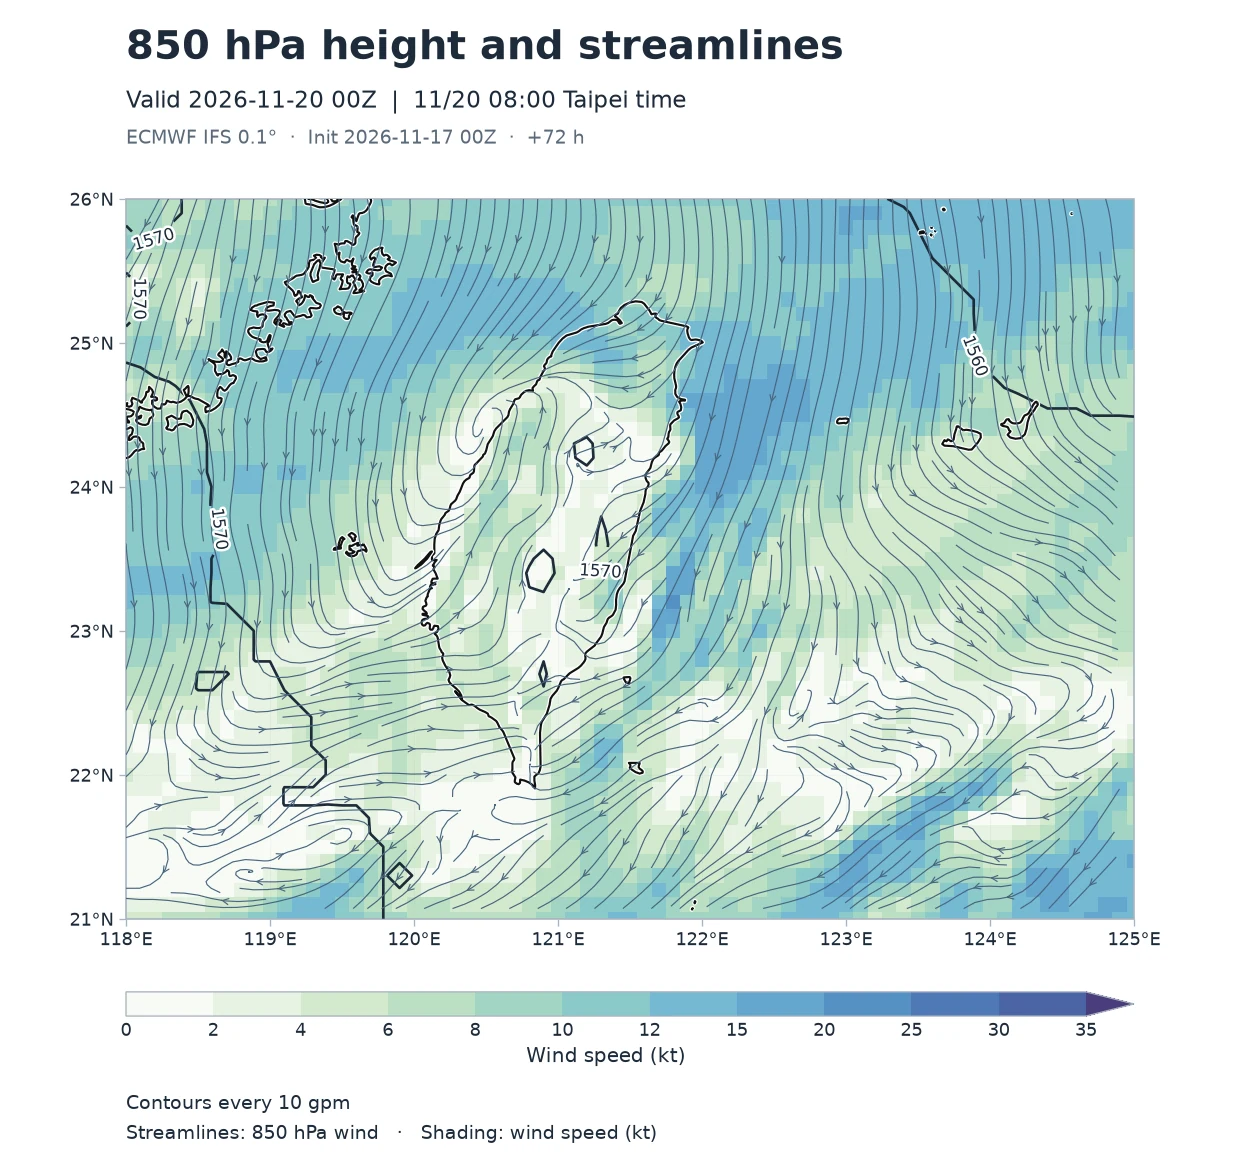 850 hPa height and streamlines
Valid 2026-11-20 00Z | 11/20 08:00 Taipei time
ECMWF IFS 0.1° · Init 2026-11-17 00Z · +72 h
26°N
25°N
24°N
23°N
22°N
21°N
1570
1570
1560
1570
1570
118°E 119°E 120°E 121°E 122°E 123°E 124°E 125°E
0 2 4 6 8 10 12 15 20 25 30 35
Wind speed (kt)
Contours every 10 gpm
Streamlines: 850 hPa wind · Shading: wind speed (kt)